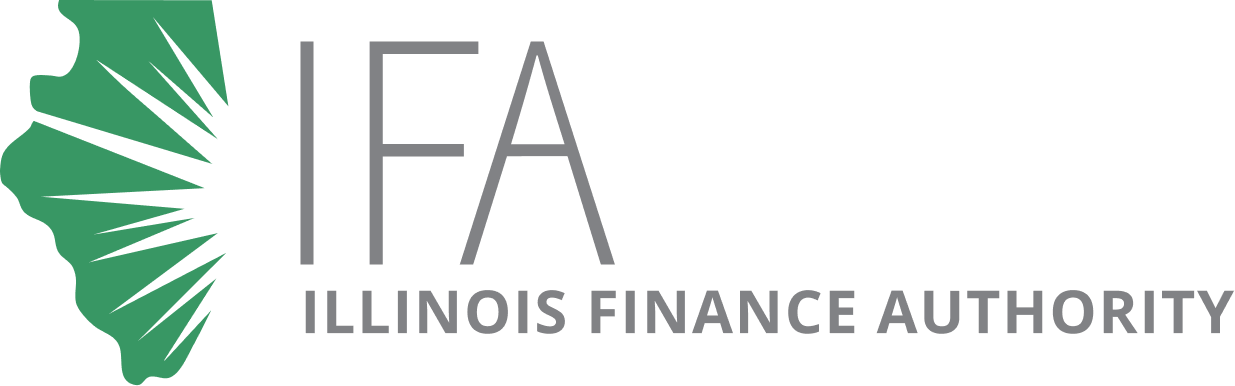 IFA
ILLINOIS FINANCE AUTHORITY